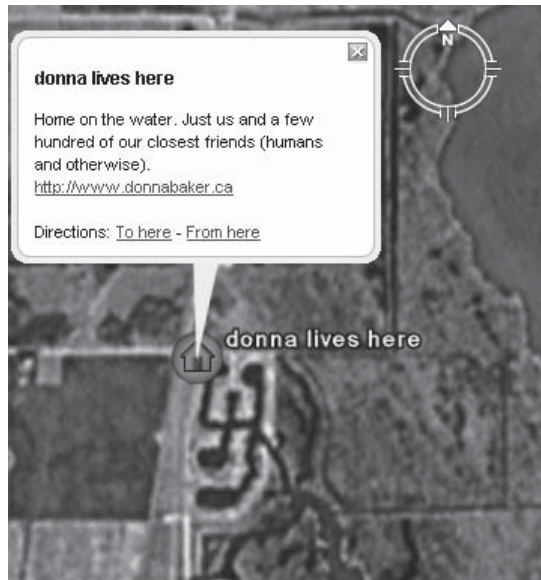 donna lives here
Home on the water. Just us and a few
hundred of our closest friends (humans
and otherwise).
http://www.donnabaker.ca
Directions: To here - From here
N
donna lives here